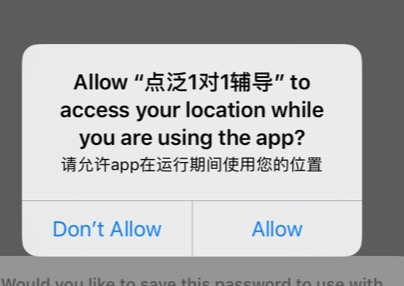 Allow “点泛1对1辅导” to
access your location while
you are using the app?
请允许app在运行期间使用您的位置
Don’t Allow
Allow
Would you like to save this password to use with